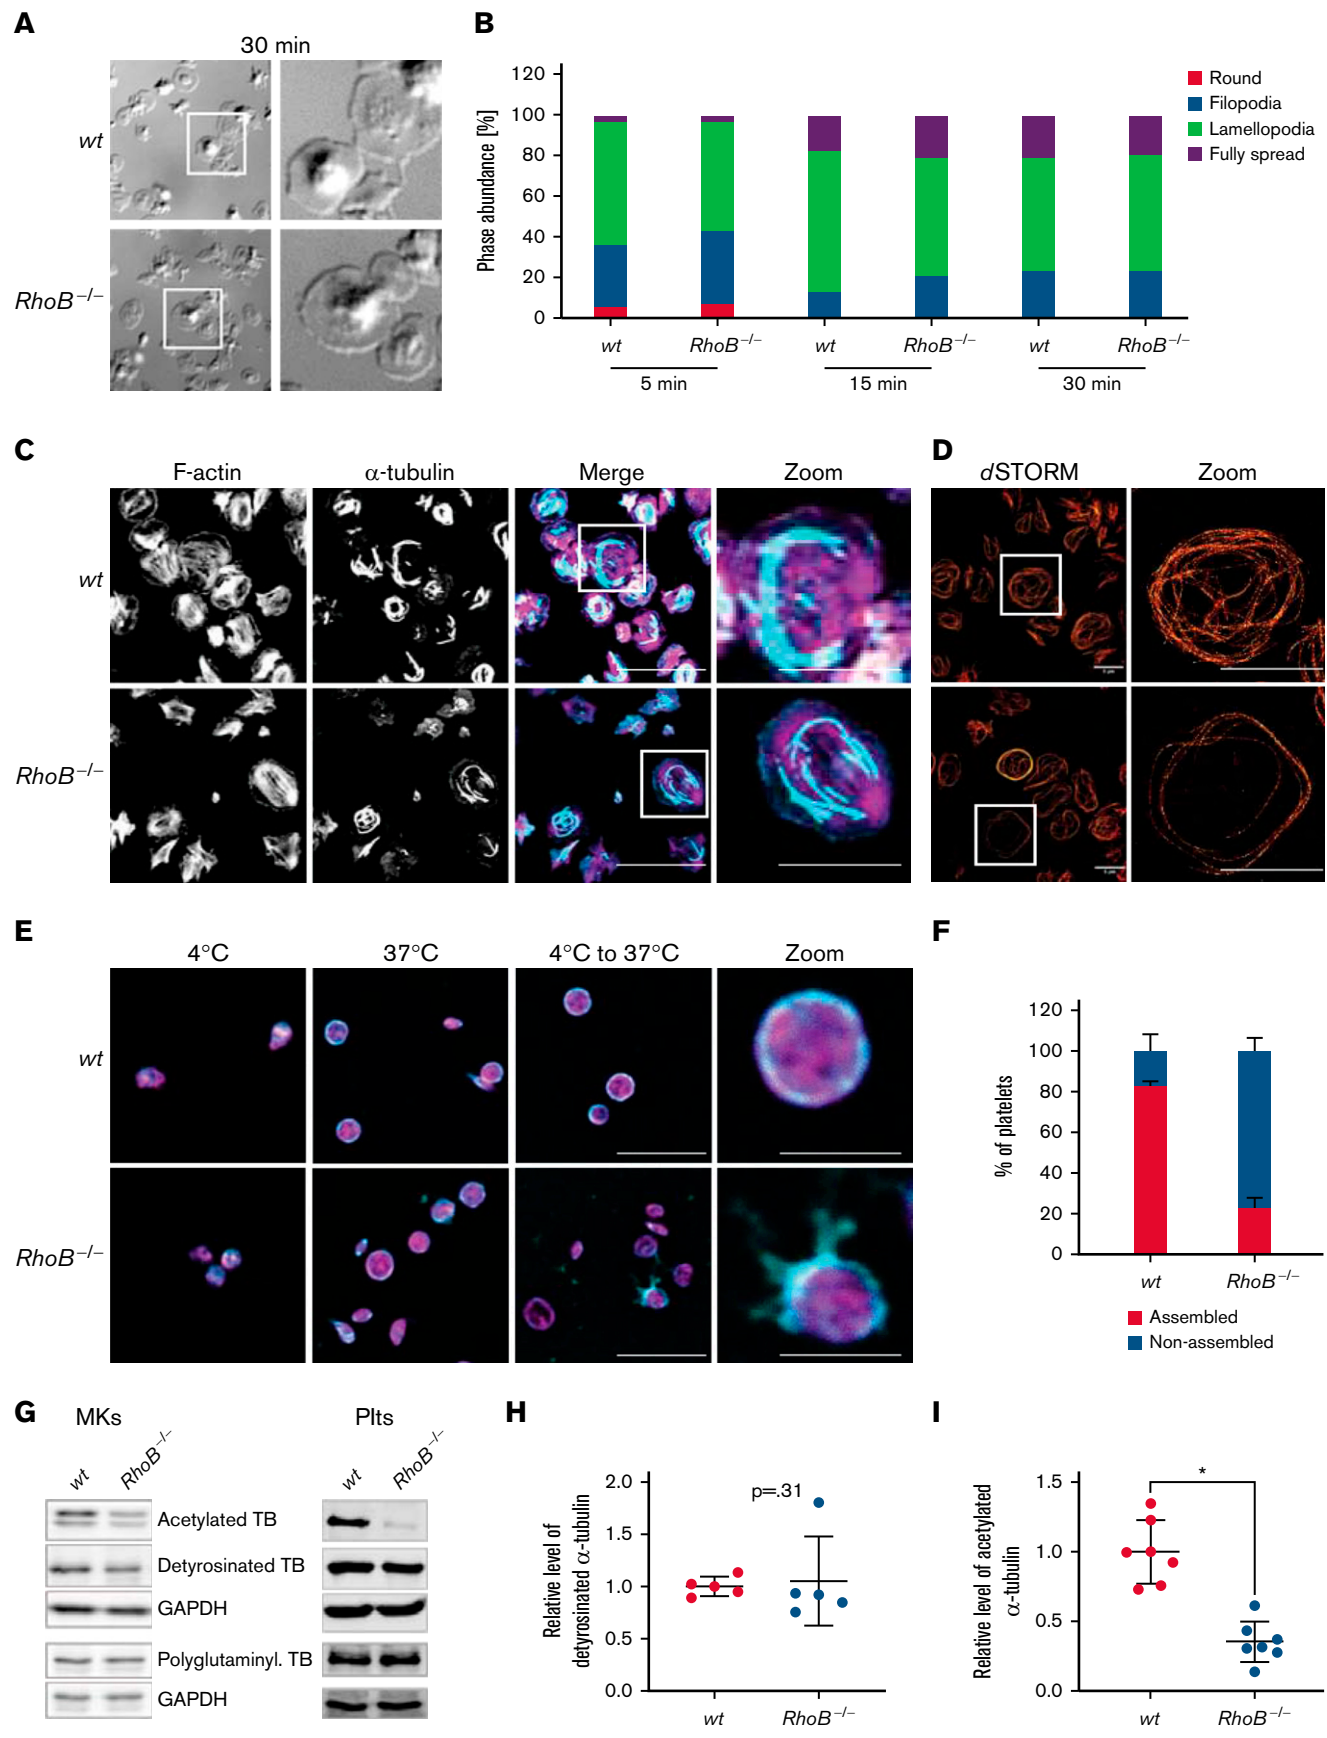 A
30 min
wt
RhoB−/−
B
Phase abundance [%]
120
100
80
60
40
20
0
wt
RhoB−/−
wt
RhoB−/−
wt
RhoB−/−
5 min
15 min
30 min
Round
Filopodia
Lamellopodia
Fully spread
C
F-actin
α-tubulin
Merge
Zoom
wt
RhoB−/−
D
dSTORM
Zoom
E
4°C
37°C
4°C to 37°C
Zoom
wt
RhoB−/−
F
% of platelets
120
100
80
60
40
20
0
wt
RhoB−/−
Assembled
Non-assembled
G
MKs
Plts
wt
RhoB−/−
wt
RhoB−/−
Acetylated TB
Detyrosinated TB
GAPDH
Polyglutaminyl. TB
GAPDH
H
Relative level of
detyrosinated α-tubulin
2.0
1.5
1.0
0.5
0.0
p=.31
wt
RhoB−/−
I
Relative level of acetylated
α-tubulin
1.5
1.0
0.5
0.0
*
wt
RhoB−/−